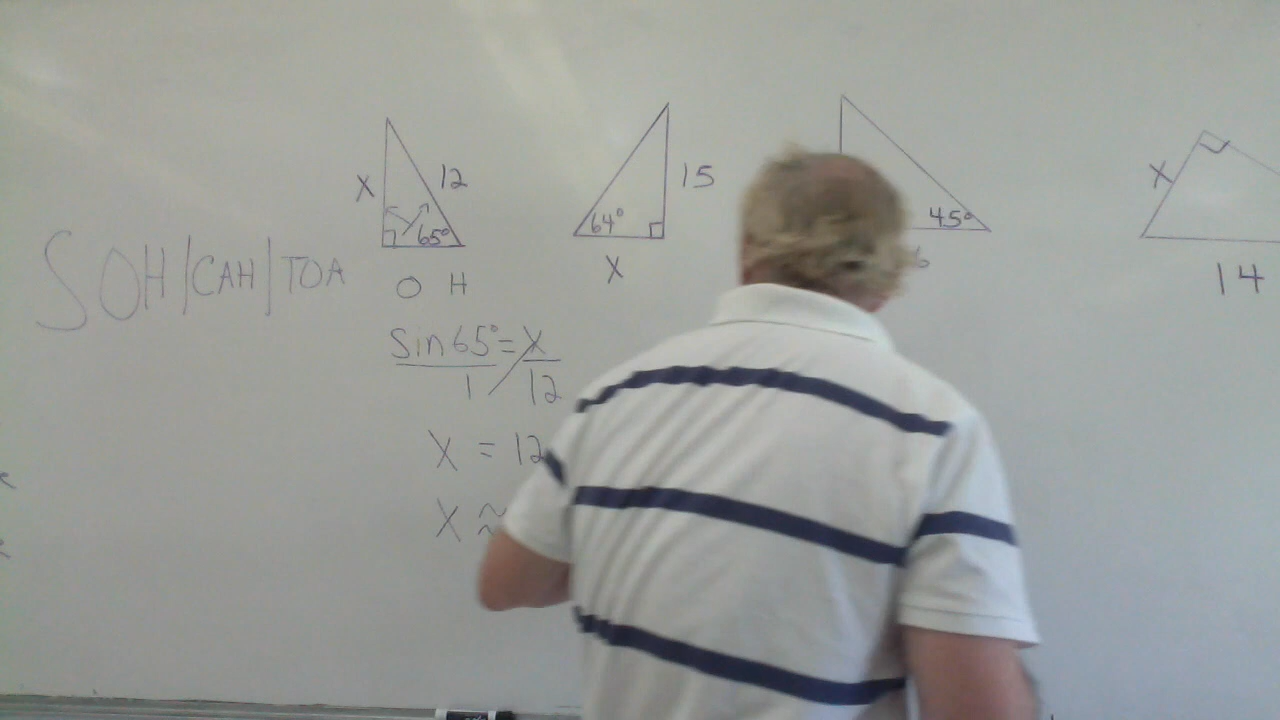 X 12 65°
64° 15 X
45°
X 14
SOH/CAH/TOA
O H
Sin 65° = X
1 12
X = 12
X ≈